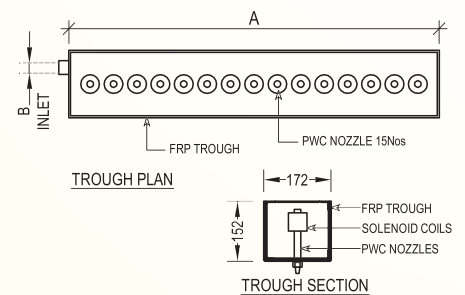 A
B
INLET
FRP TROUGH
PWC NOZZLE 15Nos
TROUGH PLAN
172
152
FRP TROUGH
SOLENOID COILS
PWC NOZZLES
TROUGH SECTION